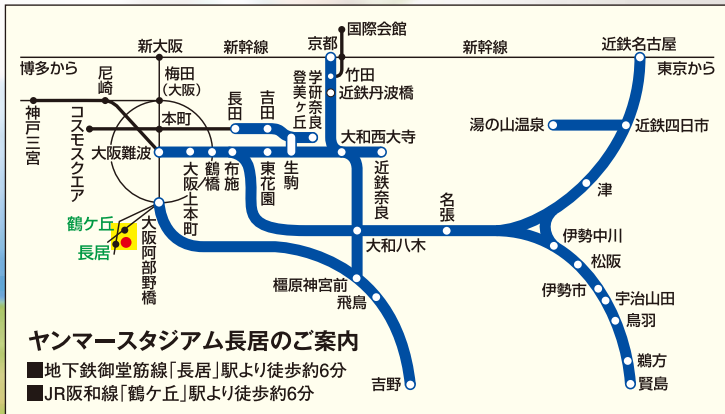 国際会館
新大阪
新幹線
京都
新幹線
近鉄名古屋
博多から
東京から
尼崎
梅田
(大阪)
竹田
近鉄丹波橋
学研奈良
登美ヶ丘
神戸三宮
コスモスクエア
本町
長田
吉田
湯の山温泉
近鉄四日市
大阪難波
大和西大寺
大阪上本町
鶴橋
布施
東花園
生駒
近鉄奈良
津
名張
鶴ケ丘
長居
大阪阿部野橋
大和八木
伊勢中川
松阪
橿原神宮前
飛鳥
伊勢市
宇治山田
鳥羽
鵜方
賢島
吉野
ヤンマースタジアム長居のご案内
■地下鉄御堂筋線「長居」駅より徒歩約6分
■JR阪和線「鶴ケ丘」駅より徒歩約6分